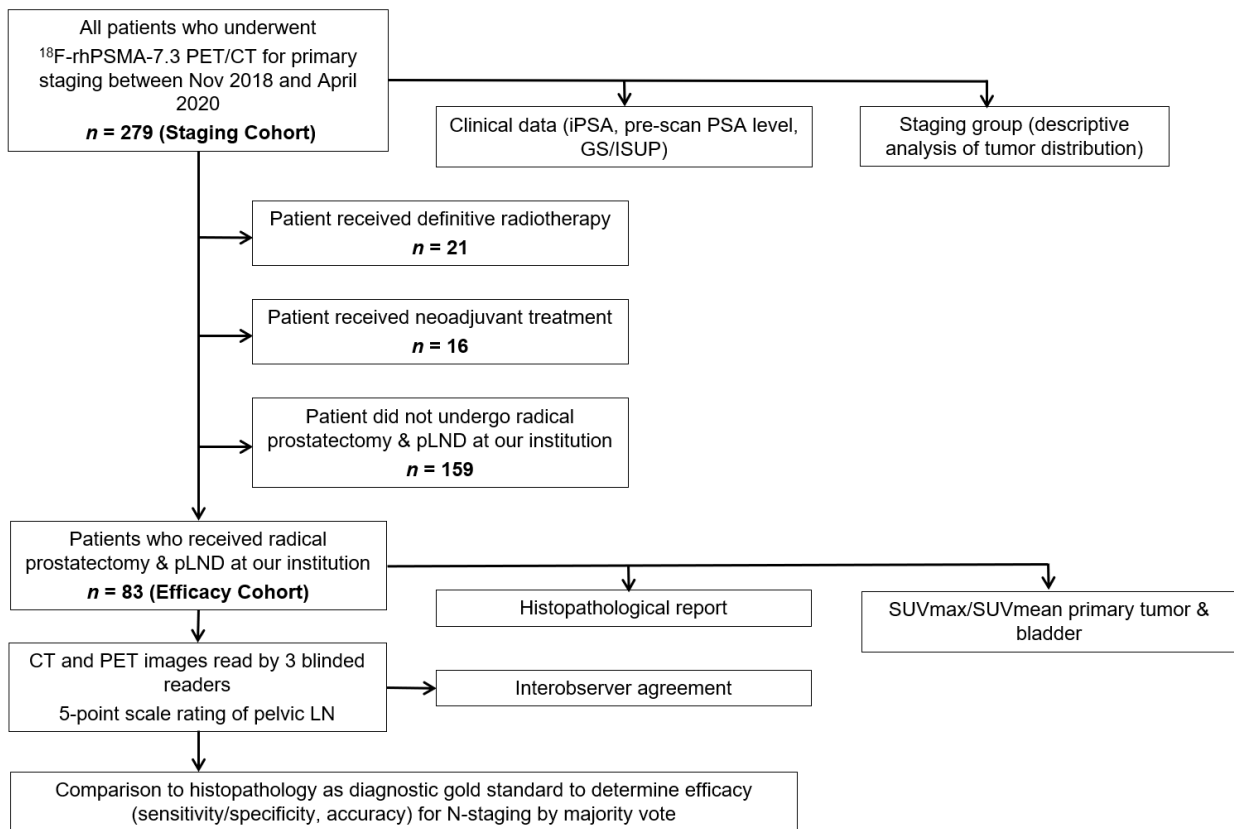 All patients who underwent
¹⁸F-rhPSMA-7.3 PET/CT for primary
staging between Nov 2018 and April
2020
n = 279 (Staging Cohort)
Clinical data (iPSA, pre-scan PSA level,
GS/ISUP)
Staging group (descriptive
analysis of tumor distribution)
Patient received definitive radiotherapy
n = 21
Patient received neoadjuvant treatment
n = 16
Patient did not undergo radical
prostatectomy & pLND at our institution
n = 159
Patients who received radical
prostatectomy & pLND at our institution
n = 83 (Efficacy Cohort)
Histopathological report
SUVmax/SUVmean primary tumor &
bladder
CT and PET images read by 3 blinded
readers
5-point scale rating of pelvic LN
Interobserver agreement
Comparison to histopathology as diagnostic gold standard to determine efficacy
(sensitivity/specificity, accuracy) for N-staging by majority vote